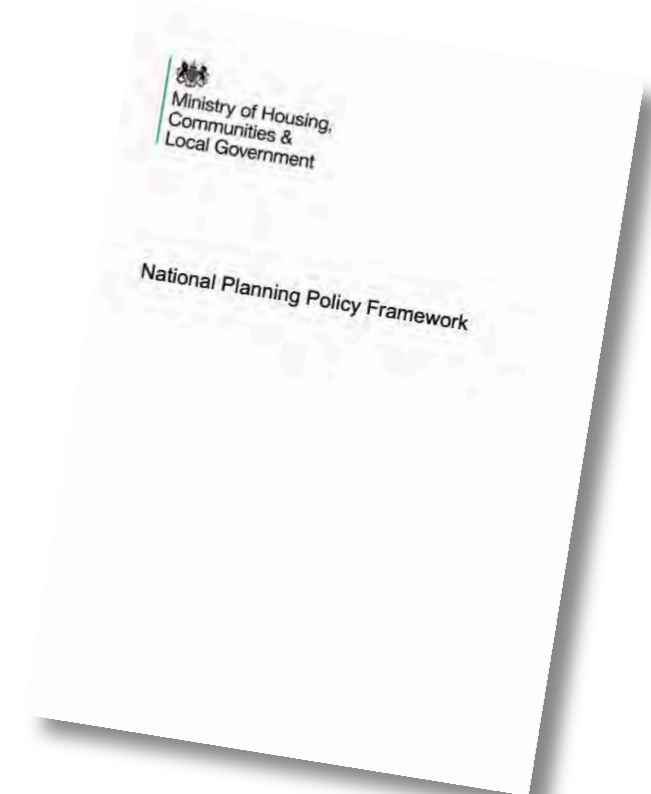 Ministry of Housing,
Communities &
Local Government
National Planning Policy Framework